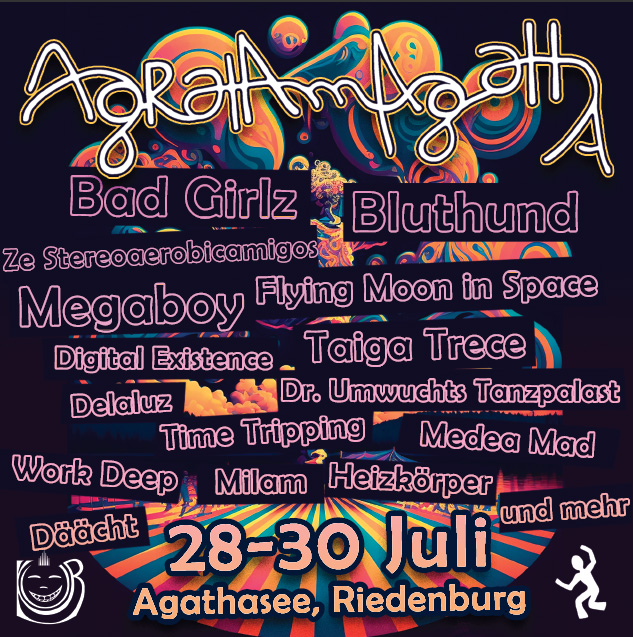 AgRatAmAgathA
Bad Girlz
Bluthund
Ze Stereoaerobicamigos
Flying Moon in Space
Megaboy
Taiga Trece
Digital Existence
Dr. Umwuchts Tanzpalast
Delaluz
Time Tripping
Medea Mad
Work Deep
Milam
Heizkörper
und mehr
Däächt
28-30 Juli
Agathasee, Riedenburg